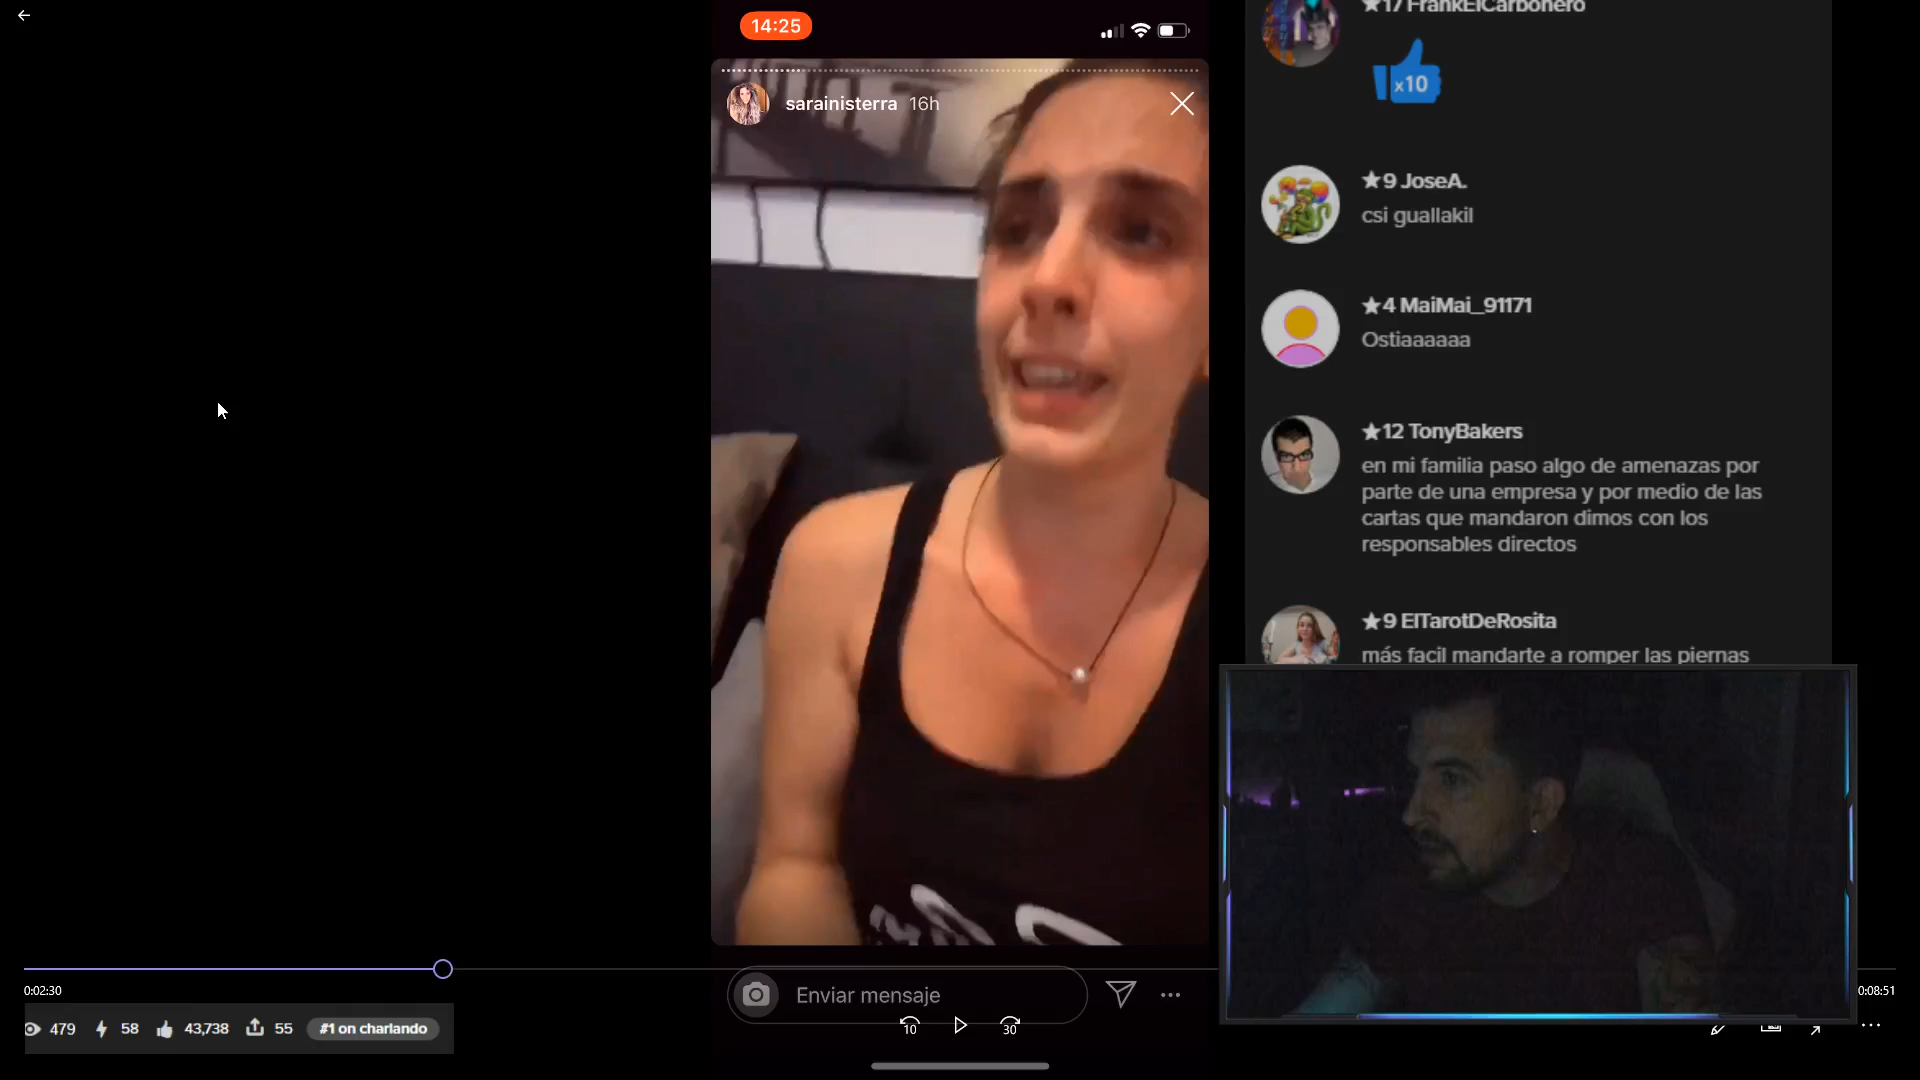 14:25
sarainisterra 16h
Enviar mensaje
10
30
★17 FrankElCarbonero
x10
★9 JoseA.
csi guallakil
★4 MaiMai_91171
Ostiaaaaaa
★12 TonyBakers
en mi familia paso algo de amenazas por
parte de una empresa y por medio de las
cartas que mandaron dimos con los
responsables directos
★9 ElTarotDeRosita
más facil mandarte a romper las piernas
0:02:30
0:08:51
479 58 43,738 55 #1 on charlando